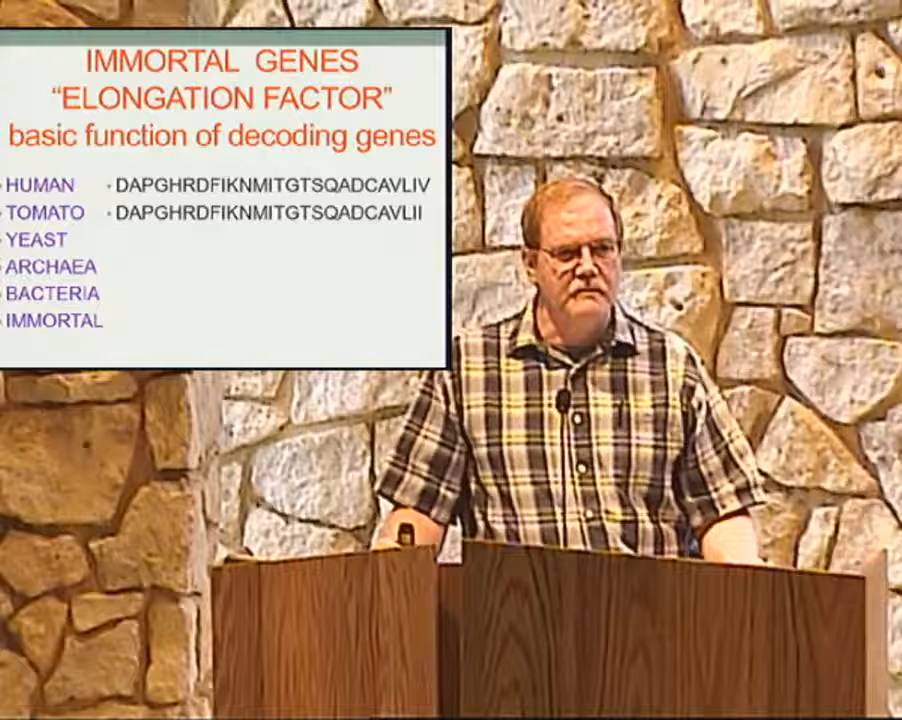 IMMORTAL GENES
“ELONGATION FACTOR”
basic function of decoding genes
HUMAN · DAPGHRDFIKNMITGTSQADCAVLIV
TOMATO · DAPGHRDFIKNMITGTSQADCAVLII
YEAST
ARCHAEA
BACTERIA
IMMORTAL